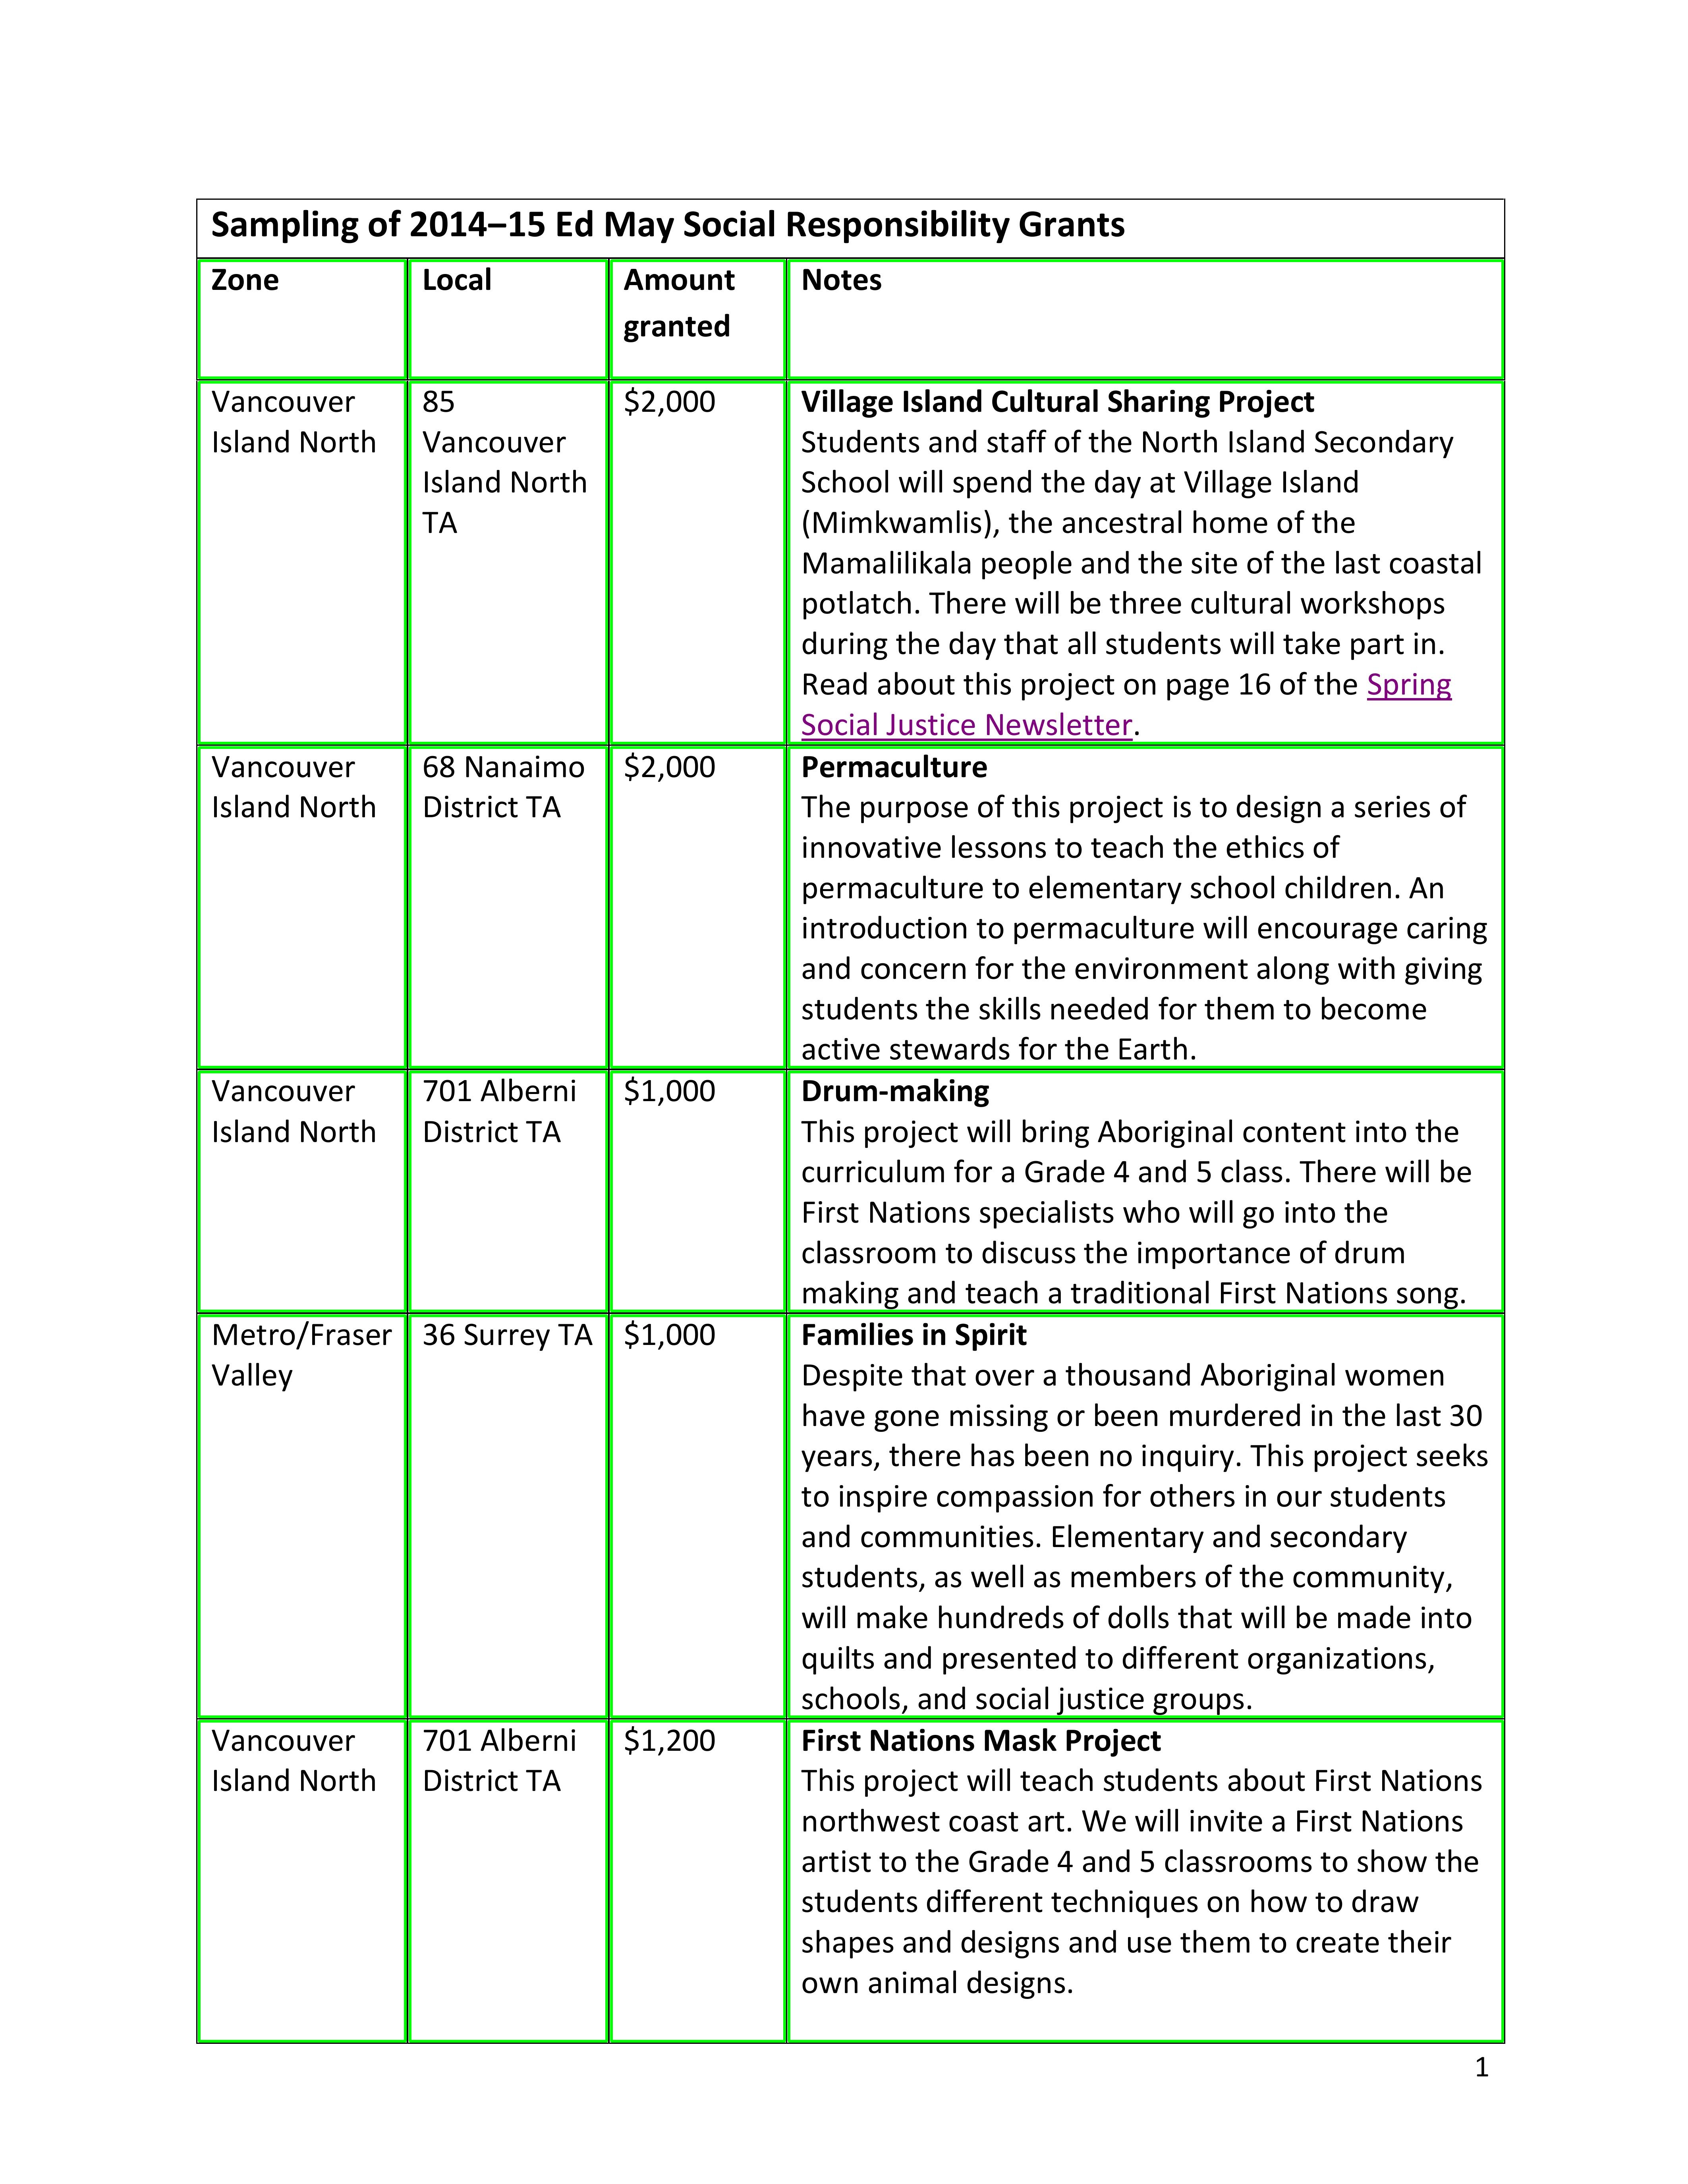 Sampling of 2014–15 Ed May Social Responsibility Grants
Zone
Local
Amount
granted
Notes
Vancouver
Island North
85
Vancouver
Island North
TA
$2,000
Village Island Cultural Sharing Project
Students and staff of the North Island Secondary
School will spend the day at Village Island
(Mimkwamlis), the ancestral home of the
Mamalilikala people and the site of the last coastal
potlatch. There will be three cultural workshops
during the day that all students will take part in.
Read about this project on page 16 of the Spring
Social Justice Newsletter.
Vancouver
Island North
68 Nanaimo
District TA
$2,000
Permaculture
The purpose of this project is to design a series of
innovative lessons to teach the ethics of
permaculture to elementary school children. An
introduction to permaculture will encourage caring
and concern for the environment along with giving
students the skills needed for them to become
active stewards for the Earth.
Vancouver
Island North
701 Alberni
District TA
$1,000
Drum-making
This project will bring Aboriginal content into the
curriculum for a Grade 4 and 5 class. There will be
First Nations specialists who will go into the
classroom to discuss the importance of drum
making and teach a traditional First Nations song.
Metro/Fraser
Valley
36 Surrey TA
$1,000
Families in Spirit
Despite that over a thousand Aboriginal women
have gone missing or been murdered in the last 30
years, there has been no inquiry. This project seeks
to inspire compassion for others in our students
and communities. Elementary and secondary
students, as well as members of the community,
will make hundreds of dolls that will be made into
quilts and presented to different organizations,
schools, and social justice groups.
Vancouver
Island North
701 Alberni
District TA
$1,200
First Nations Mask Project
This project will teach students about First Nations
northwest coast art. We will invite a First Nations
artist to the Grade 4 and 5 classrooms to show the
students different techniques on how to draw
shapes and designs and use them to create their
own animal designs.
1